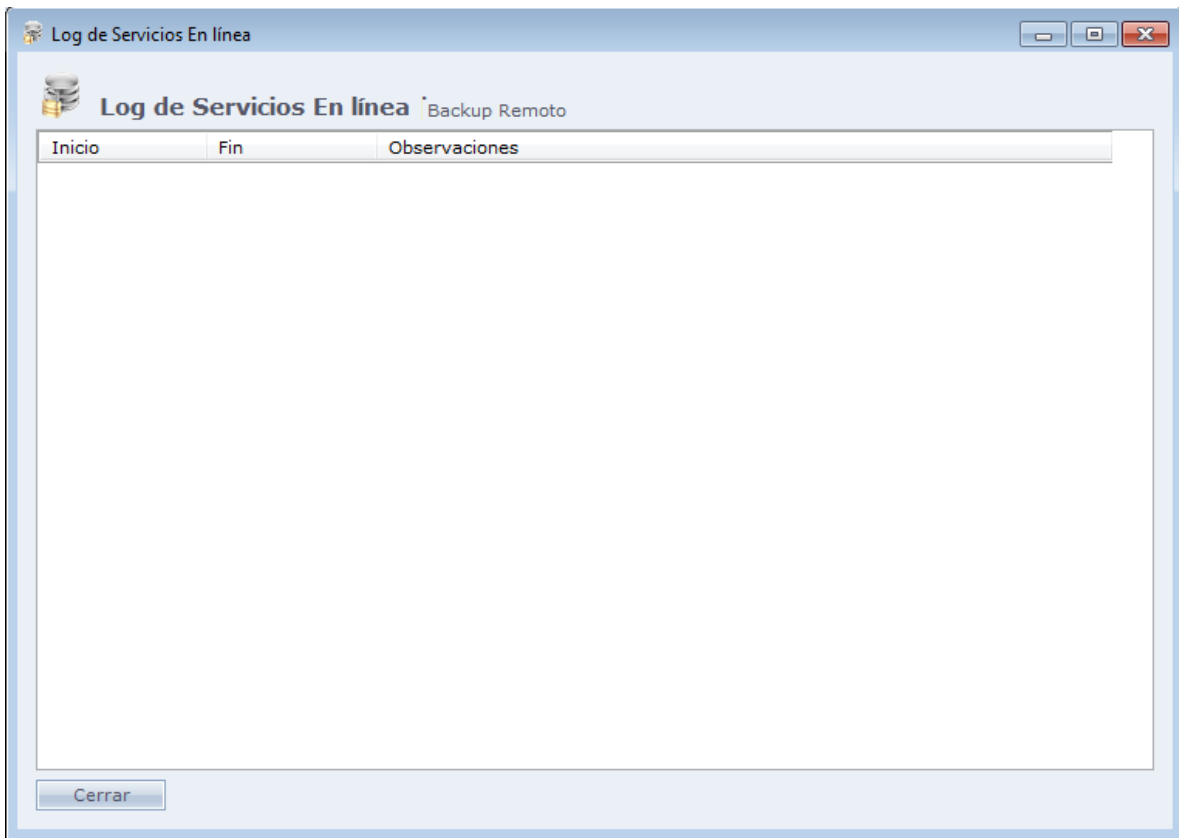 Log de Servicios En línea
Log de Servicios En línea Backup Remoto
Inicio Fin Observaciones
Cerrar